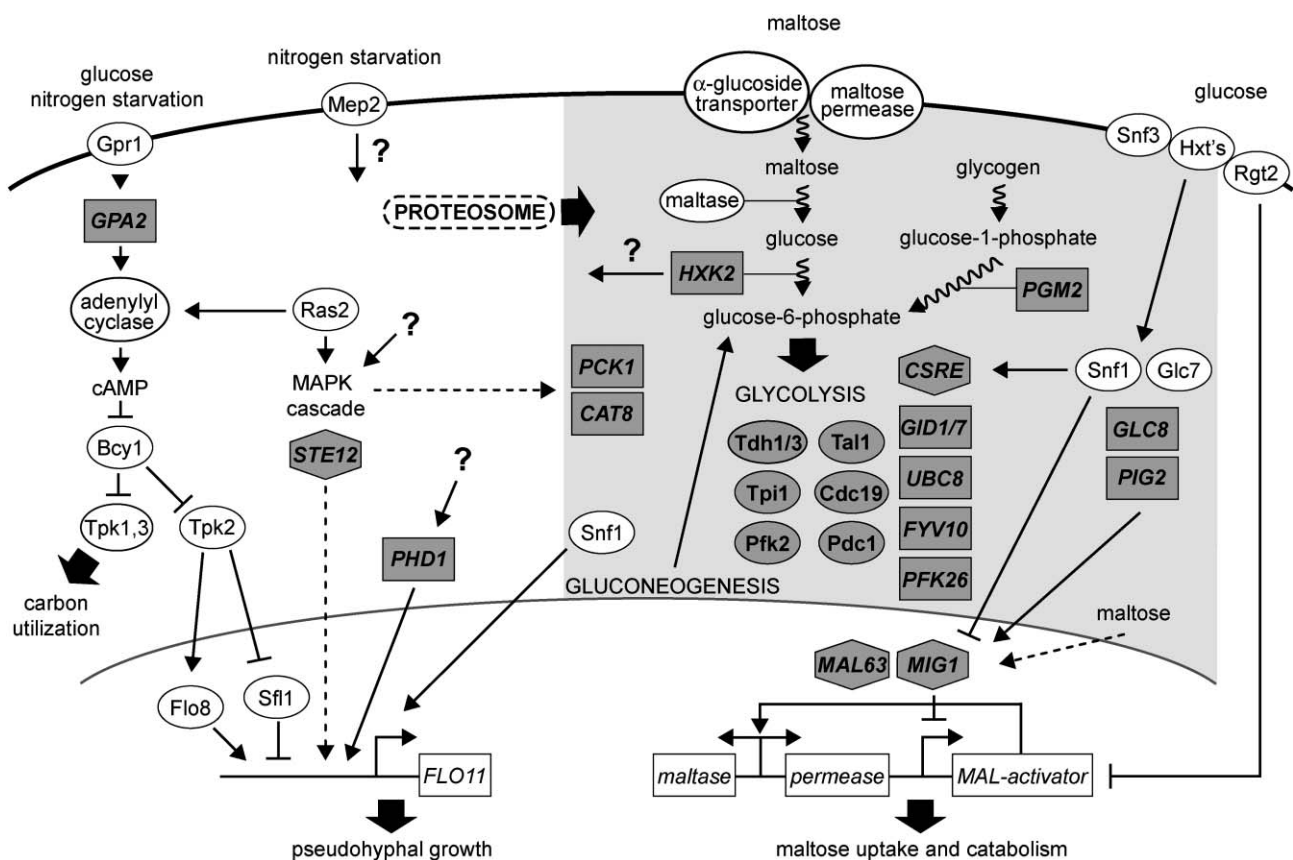 maltose
nitrogen starvation
glucose
nitrogen starvation
α-glucoside
transporter
maltose
permease
glucose
Mep2
Gpr1
Snf3
Hxt's
Rgt2
?
maltose
glycogen
PROTEOSOME
maltase
GPA2
glucose
glucose-1-phosphate
?
HXK2
PGM2
adenylyl
cyclase
Ras2
glucose-6-phosphate
?
cAMP
MAPK
cascade
PCK1
CAT8
GLYCOLYSIS
CSRE
Snf1
Glc7
Bcy1
STE12
Tdh1/3
Tal1
GID1/7
GLC8
?
Tpi1
Cdc19
UBC8
PIG2
Tpk1,3
Tpk2
PHD1
Snf1
Pfk2
Pdc1
FYV10
GLUCONEOGENESIS
PFK26
carbon
utilization
maltose
MAL63
MIG1
Flo8
Sfl1
FLO11
maltase
permease
MAL-activator
pseudohyphal growth
maltose uptake and catabolism